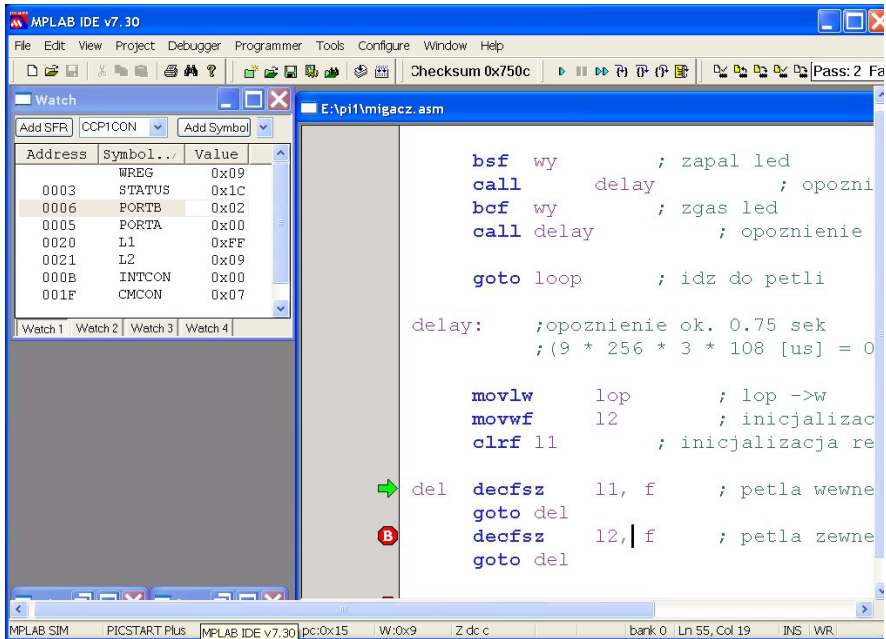 MPLAB IDE v7.30
File Edit View Project Debugger Programmer Tools Configure Window Help
Checksum 0x750c Pass: 2 Fa
Watch
Add SFR CCP1CON Add Symbol
Address Symbol.. Value
WREG 0x09
0003 STATUS 0x1C
0006 PORTB 0x02
0005 PORTA 0x00
0020 L1 0xFF
0021 L2 0x09
000B INTCON 0x00
001F CMCON 0x07
Watch 1 Watch 2 Watch 3 Watch 4
E:\pi1\migacz.asm
bsf wy ; zapal led
call delay ; opozni
bcf wy ; zgas led
call delay ; opoznienie
goto loop ; idz do petli
delay: ;opoznienie ok. 0.75 sek
;(9 * 256 * 3 * 108 [us] = 0
movlw lop ; lop ->w
movwf l2 ; inicjalizac
clrf l1 ; inicjalizacja re
del decfsz l1, f ; petla wewne
goto del
B decfsz l2, f ; petla zewne
goto del
MPLAB SIM PICSTART Plus MPLAB IDE v7.30 pc:0x15 W:0x9 Z dc c bank 0 Ln 55, Col 19 INS WR